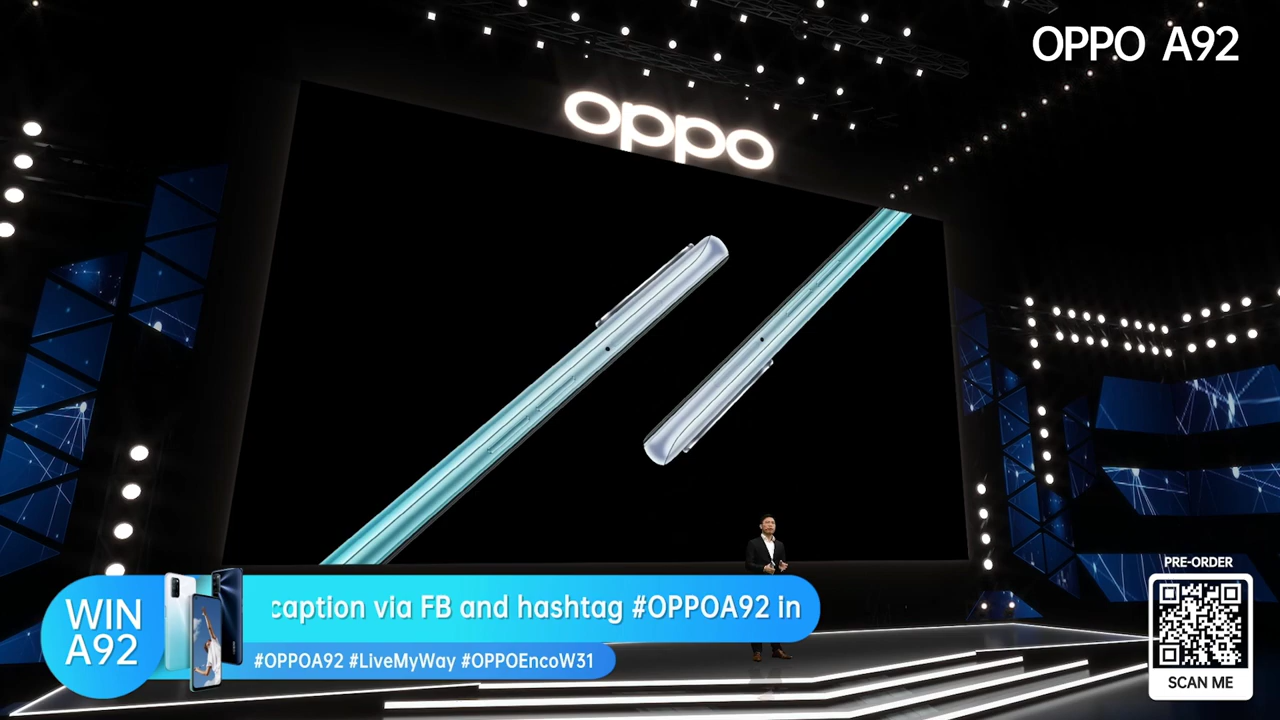 OPPO A92
oppo
PRE-ORDER
WIN
A92
caption via FB and hashtag #OPPOA92 in
#OPPOA92 #LiveMyWay #OPPOEncoW31
SCAN ME